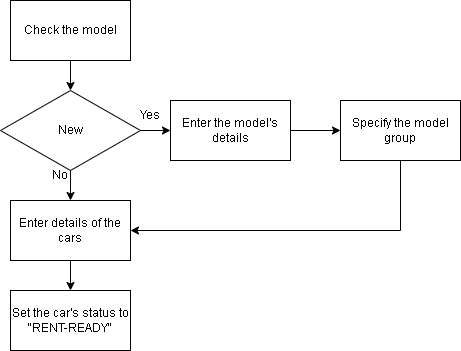 Check the model
New
Yes
Enter the model's
details
Specify the model
group
No
Enter details of the
cars
Set the car's status to
"RENT-READY"